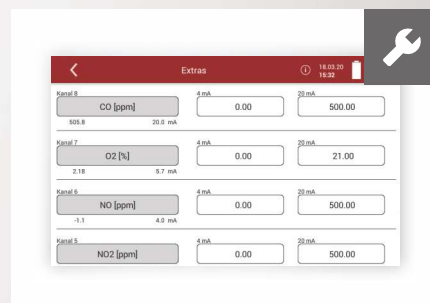 Extras
18.03.20
15:32
Kanal 8
4 mA
20 mA
CO [ppm]
0.00
500.00
505.8
20.0 mA
Kanal 7
4 mA
20 mA
O2 [%]
0.00
21.00
2.18
5.7 mA
Kanal 6
4 mA
20 mA
NO [ppm]
0.00
500.00
-1.1
4.0 mA
Kanal 5
4 mA
20 mA
NO2 [ppm]
0.00
500.00